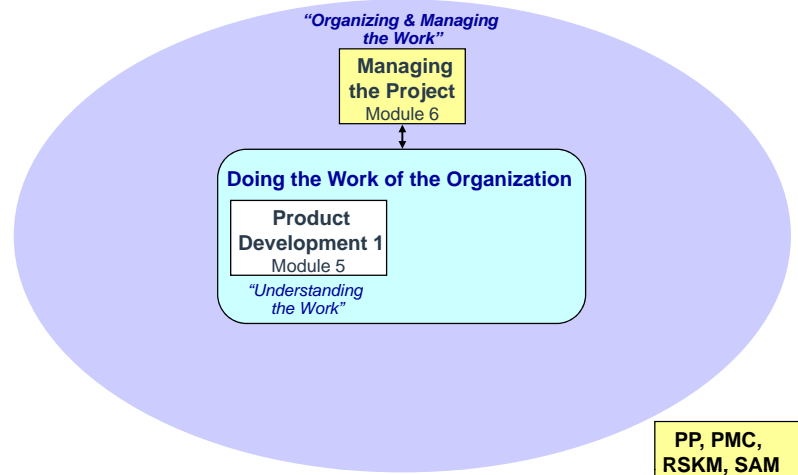 “Organizing & Managing
the Work”
Managing
the Project
Module 6
Doing the Work of the Organization
Product
Development 1
Module 5
“Understanding
the Work”
PP, PMC,
RSKM, SAM